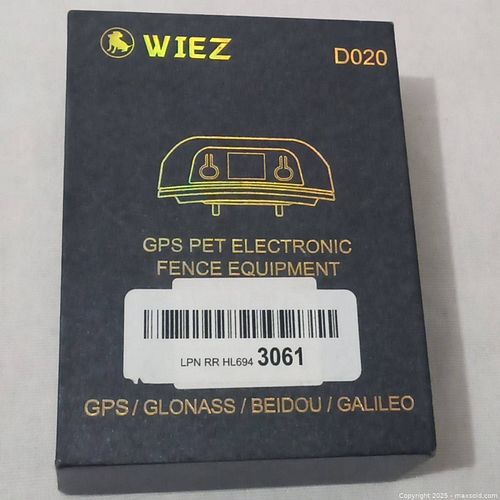 WIEZ
D020
GPS PET ELECTRONIC
FENCE EQUIPMENT
LPN RR HL694 3061
GPS / GLONASS / BEIDOU / GALILEO
Copyright © 2025 - maxsold.com